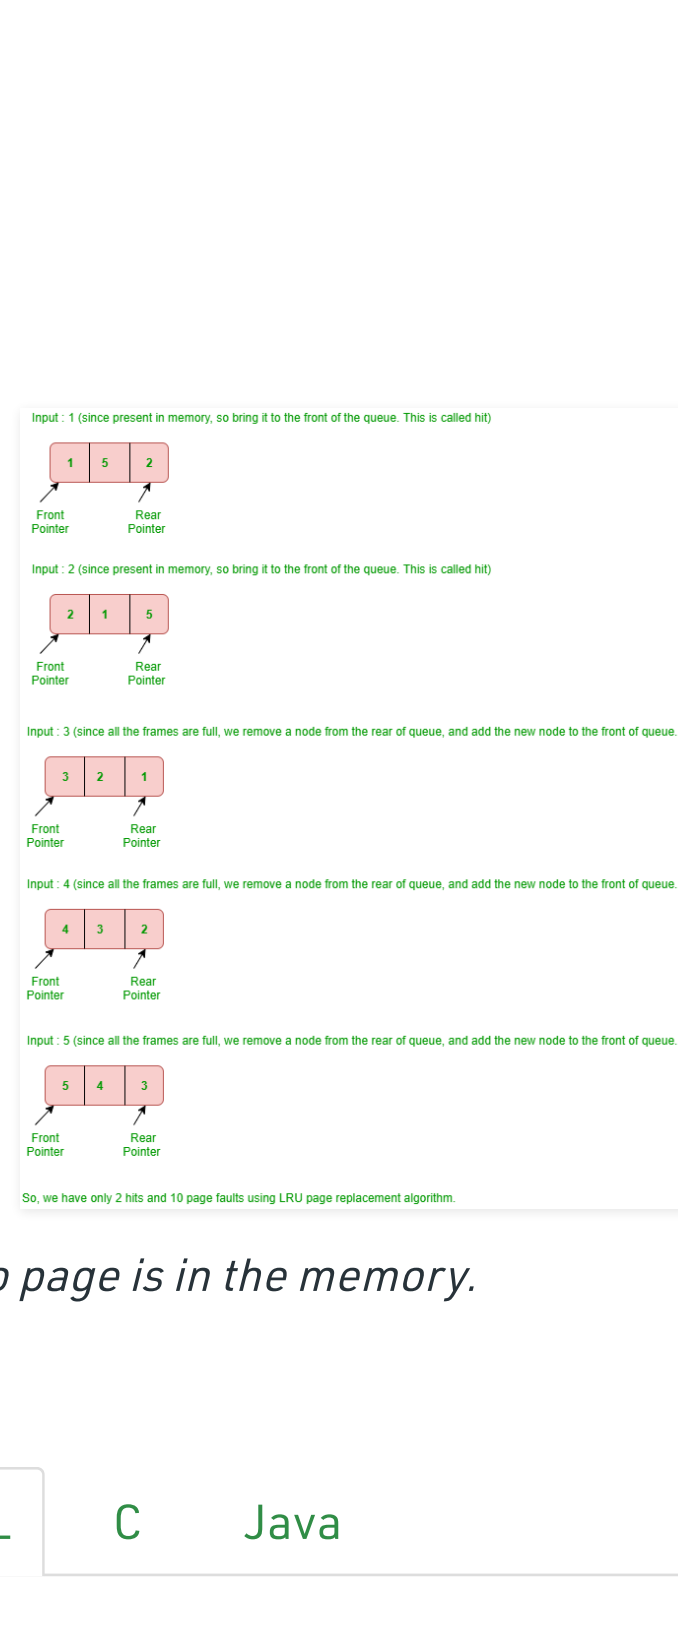 Input : 1 (since present in memory, so bring it to the front of the queue. This is called hit)
1 5 2
Front Rear
Pointer Pointer
Input : 2 (since present in memory, so bring it to the front of the queue. This is called hit)
2 1 5
Front Rear
Pointer Pointer
Input : 3 (since all the frames are full, we remove a node from the rear of queue, and add the new node to the front of queue.
3 2 1
Front Rear
Pointer Pointer
Input : 4 (since all the frames are full, we remove a node from the rear of queue, and add the new node to the front of queue.
4 3 2
Front Rear
Pointer Pointer
Input : 5 (since all the frames are full, we remove a node from the rear of queue, and add the new node to the front of queue.
5 4 3
Front Rear
Pointer Pointer
So, we have only 2 hits and 10 page faults using LRU page replacement algorithm.
page is in the memory.
C Java